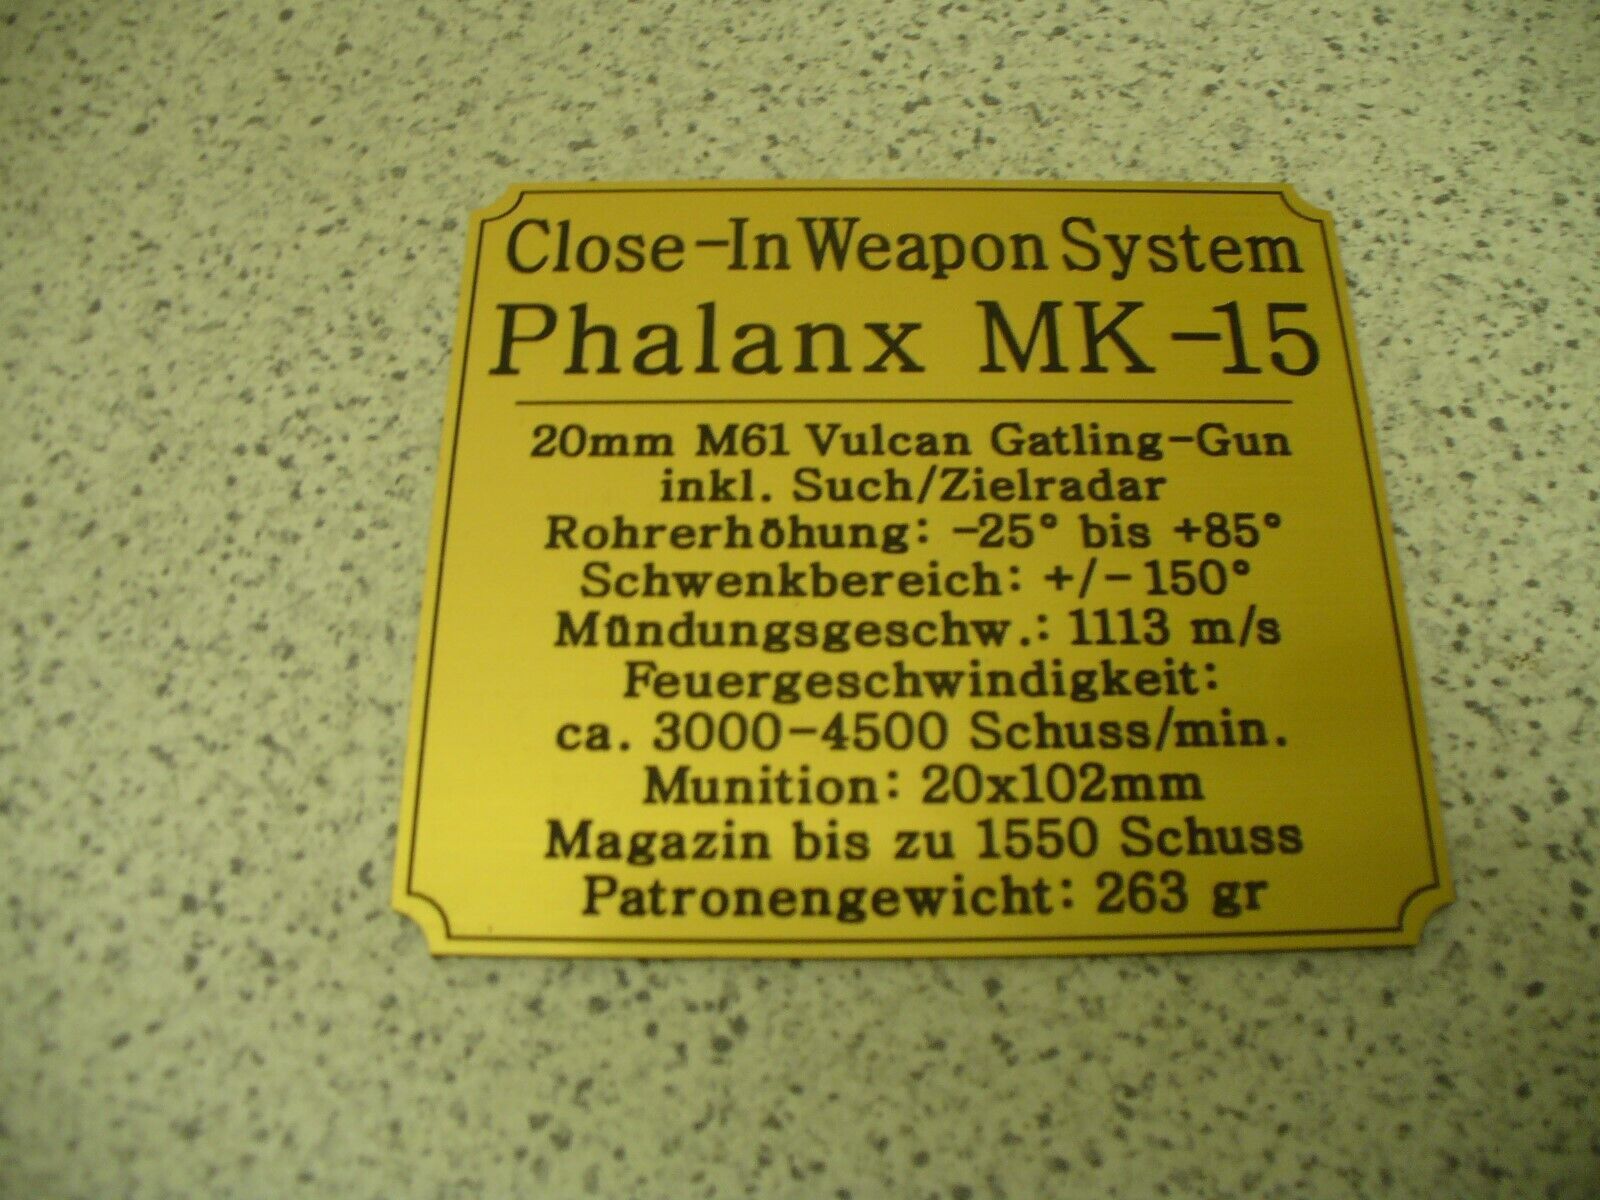 Close-In Weapon System
Phalanx MK-15
20mm M61 Vulcan Gatling-Gun
inkl. Such/Zielradar
Rohrerhöhung: -25° bis +85°
Schwenkbereich: +/-150°
Mündungsgeschw.: 1113 m/s
Feuergeschwindigkeit:
ca. 3000-4500 Schuss/min.
Munition: 20x102mm
Magazin bis zu 1550 Schuss
Patronengewicht: 263 gr